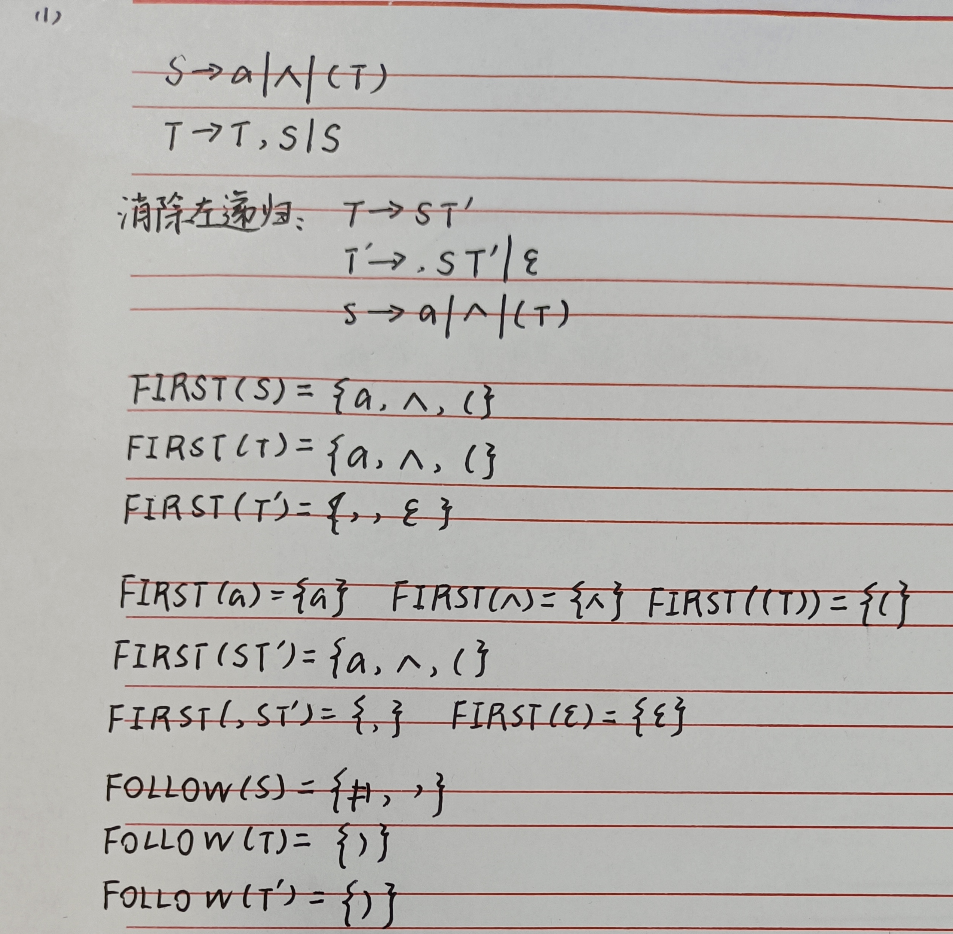 (1)
S→a|∧|(T)
T→T,S|S
消除左递归: T→ST'
T'→,ST'|ε
S→a|∧|(T)
FIRST(S)={a,∧,(}
FIRST(T)={a,∧,(}
FIRST(T')={,,ε}
FIRST(a)={a} FIRST(∧)={∧} FIRST((T))={(}
FIRST(ST')={a,∧,(}
FIRST(,ST')={,} FIRST(ε)={ε}
FOLLOW(S)={#,,}
FOLLOW(T)={)}
FOLLOW(T')={)}